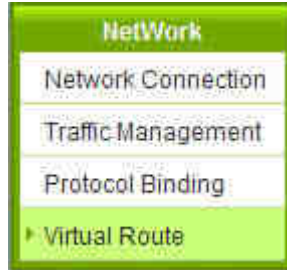 NetWork
Network Connection
Traffic Management
Protocol Binding
Virtual Route